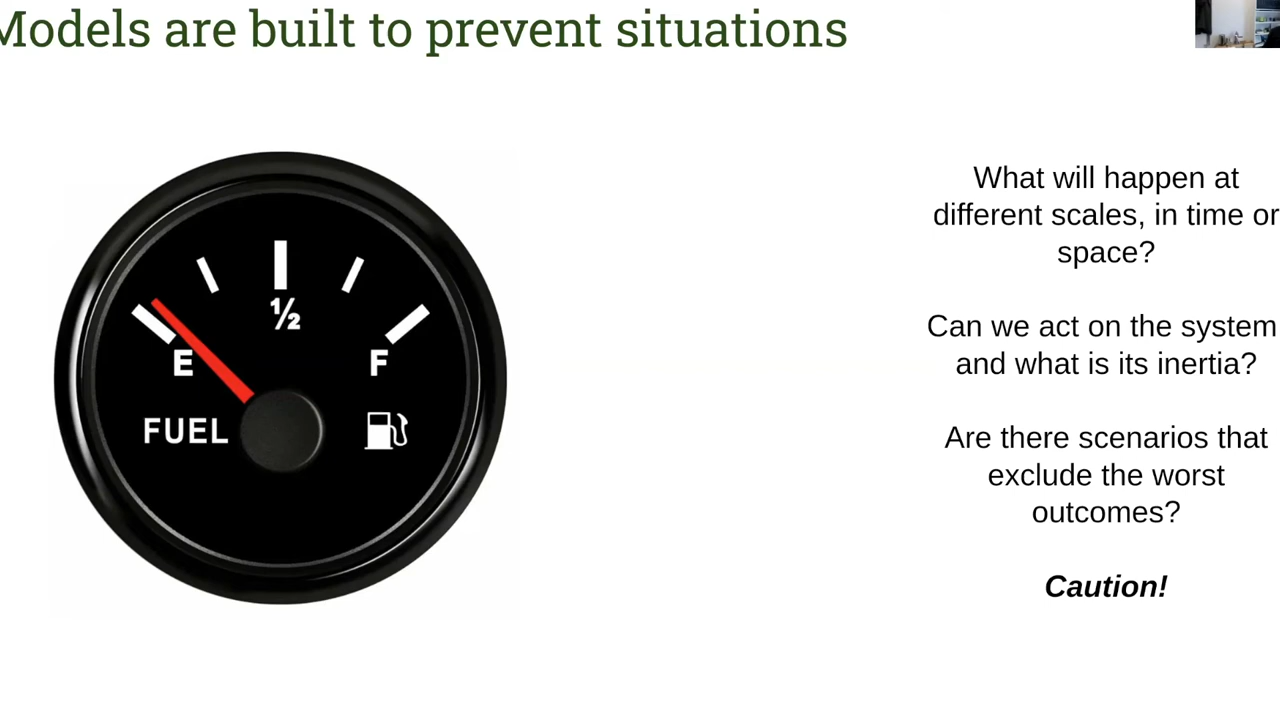 Models are built to prevent situations
½
E
F
FUEL
What will happen at
different scales, in time or
space?
Can we act on the system
and what is its inertia?
Are there scenarios that
exclude the worst
outcomes?
Caution!